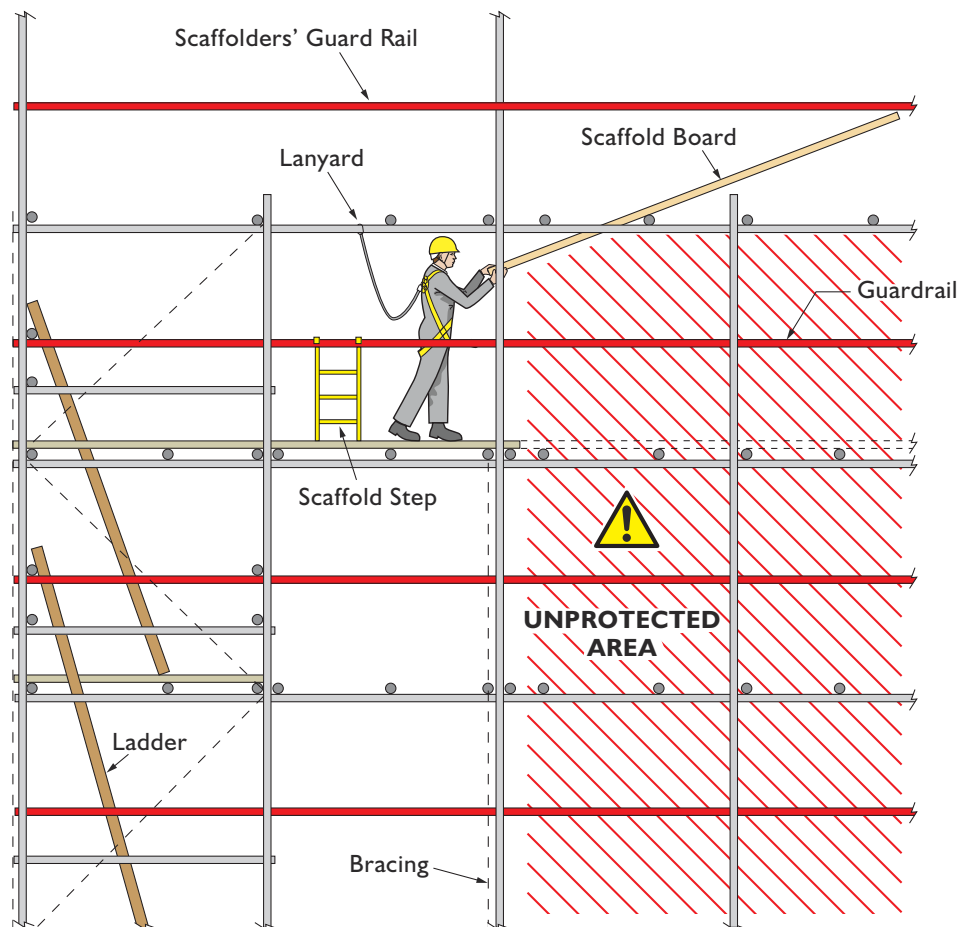 Scaffolders’ Guard Rail
Scaffold Board
Lanyard
Guardrail
Scaffold Step
UNPROTECTED
AREA
Ladder
Bracing